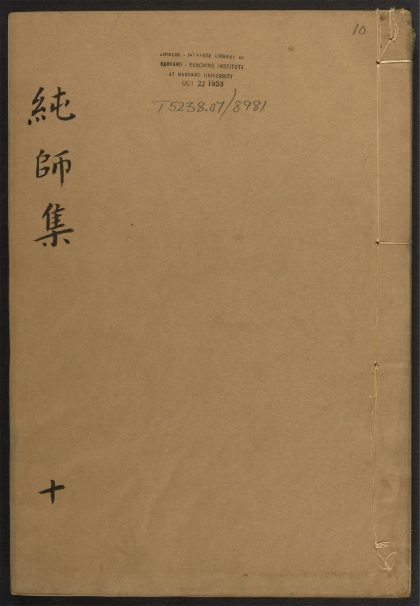 10
CHINESE - JAPANESE LIBRARY OF
HARVARD - YENCHING INSTITUTE
AT HARVARD UNIVERSITY
OCT 22 1953
T5238.07/8981
純師集
十